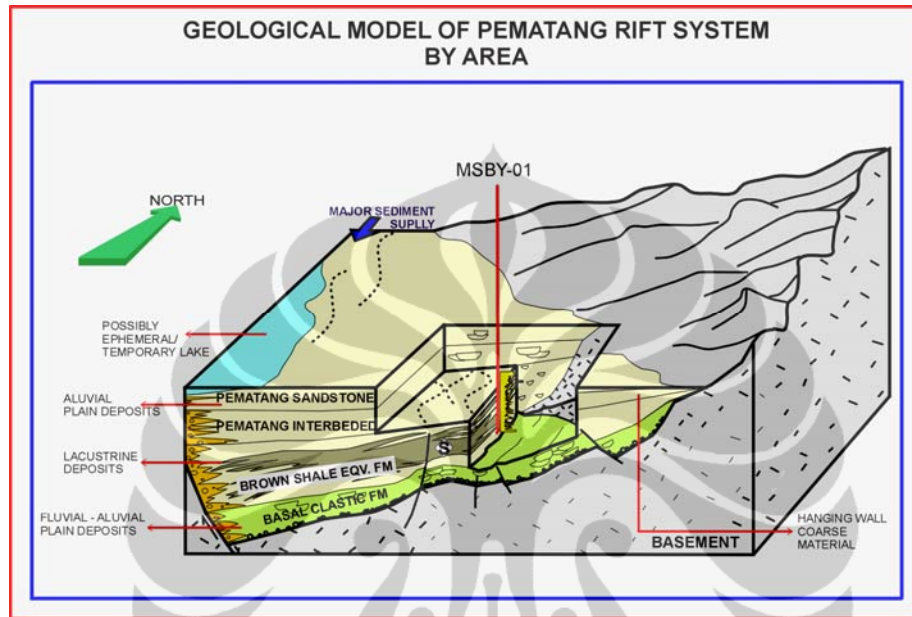 GEOLOGICAL MODEL OF PEMATANG RIFT SYSTEM
BY AREA
MSBY-01
NORTH
MAJOR SEDIMENT
SUPLLY
POSSIBLY
EPHEMERAL/
TEMPORARY LAKE
ALUVIAL
PLAIN DEPOSITS
PEMATANG SANDSTONE
PEMATANG INTERBEDED
LACUSTRINE
DEPOSITS
S
BROWN SHALE EQV. FM
BASAL CLASTIC FM
FLUVIAL - ALUVIAL
PLAIN DEPOSITS
BASEMENT
HANGING WALL
COARSE
MATERIAL